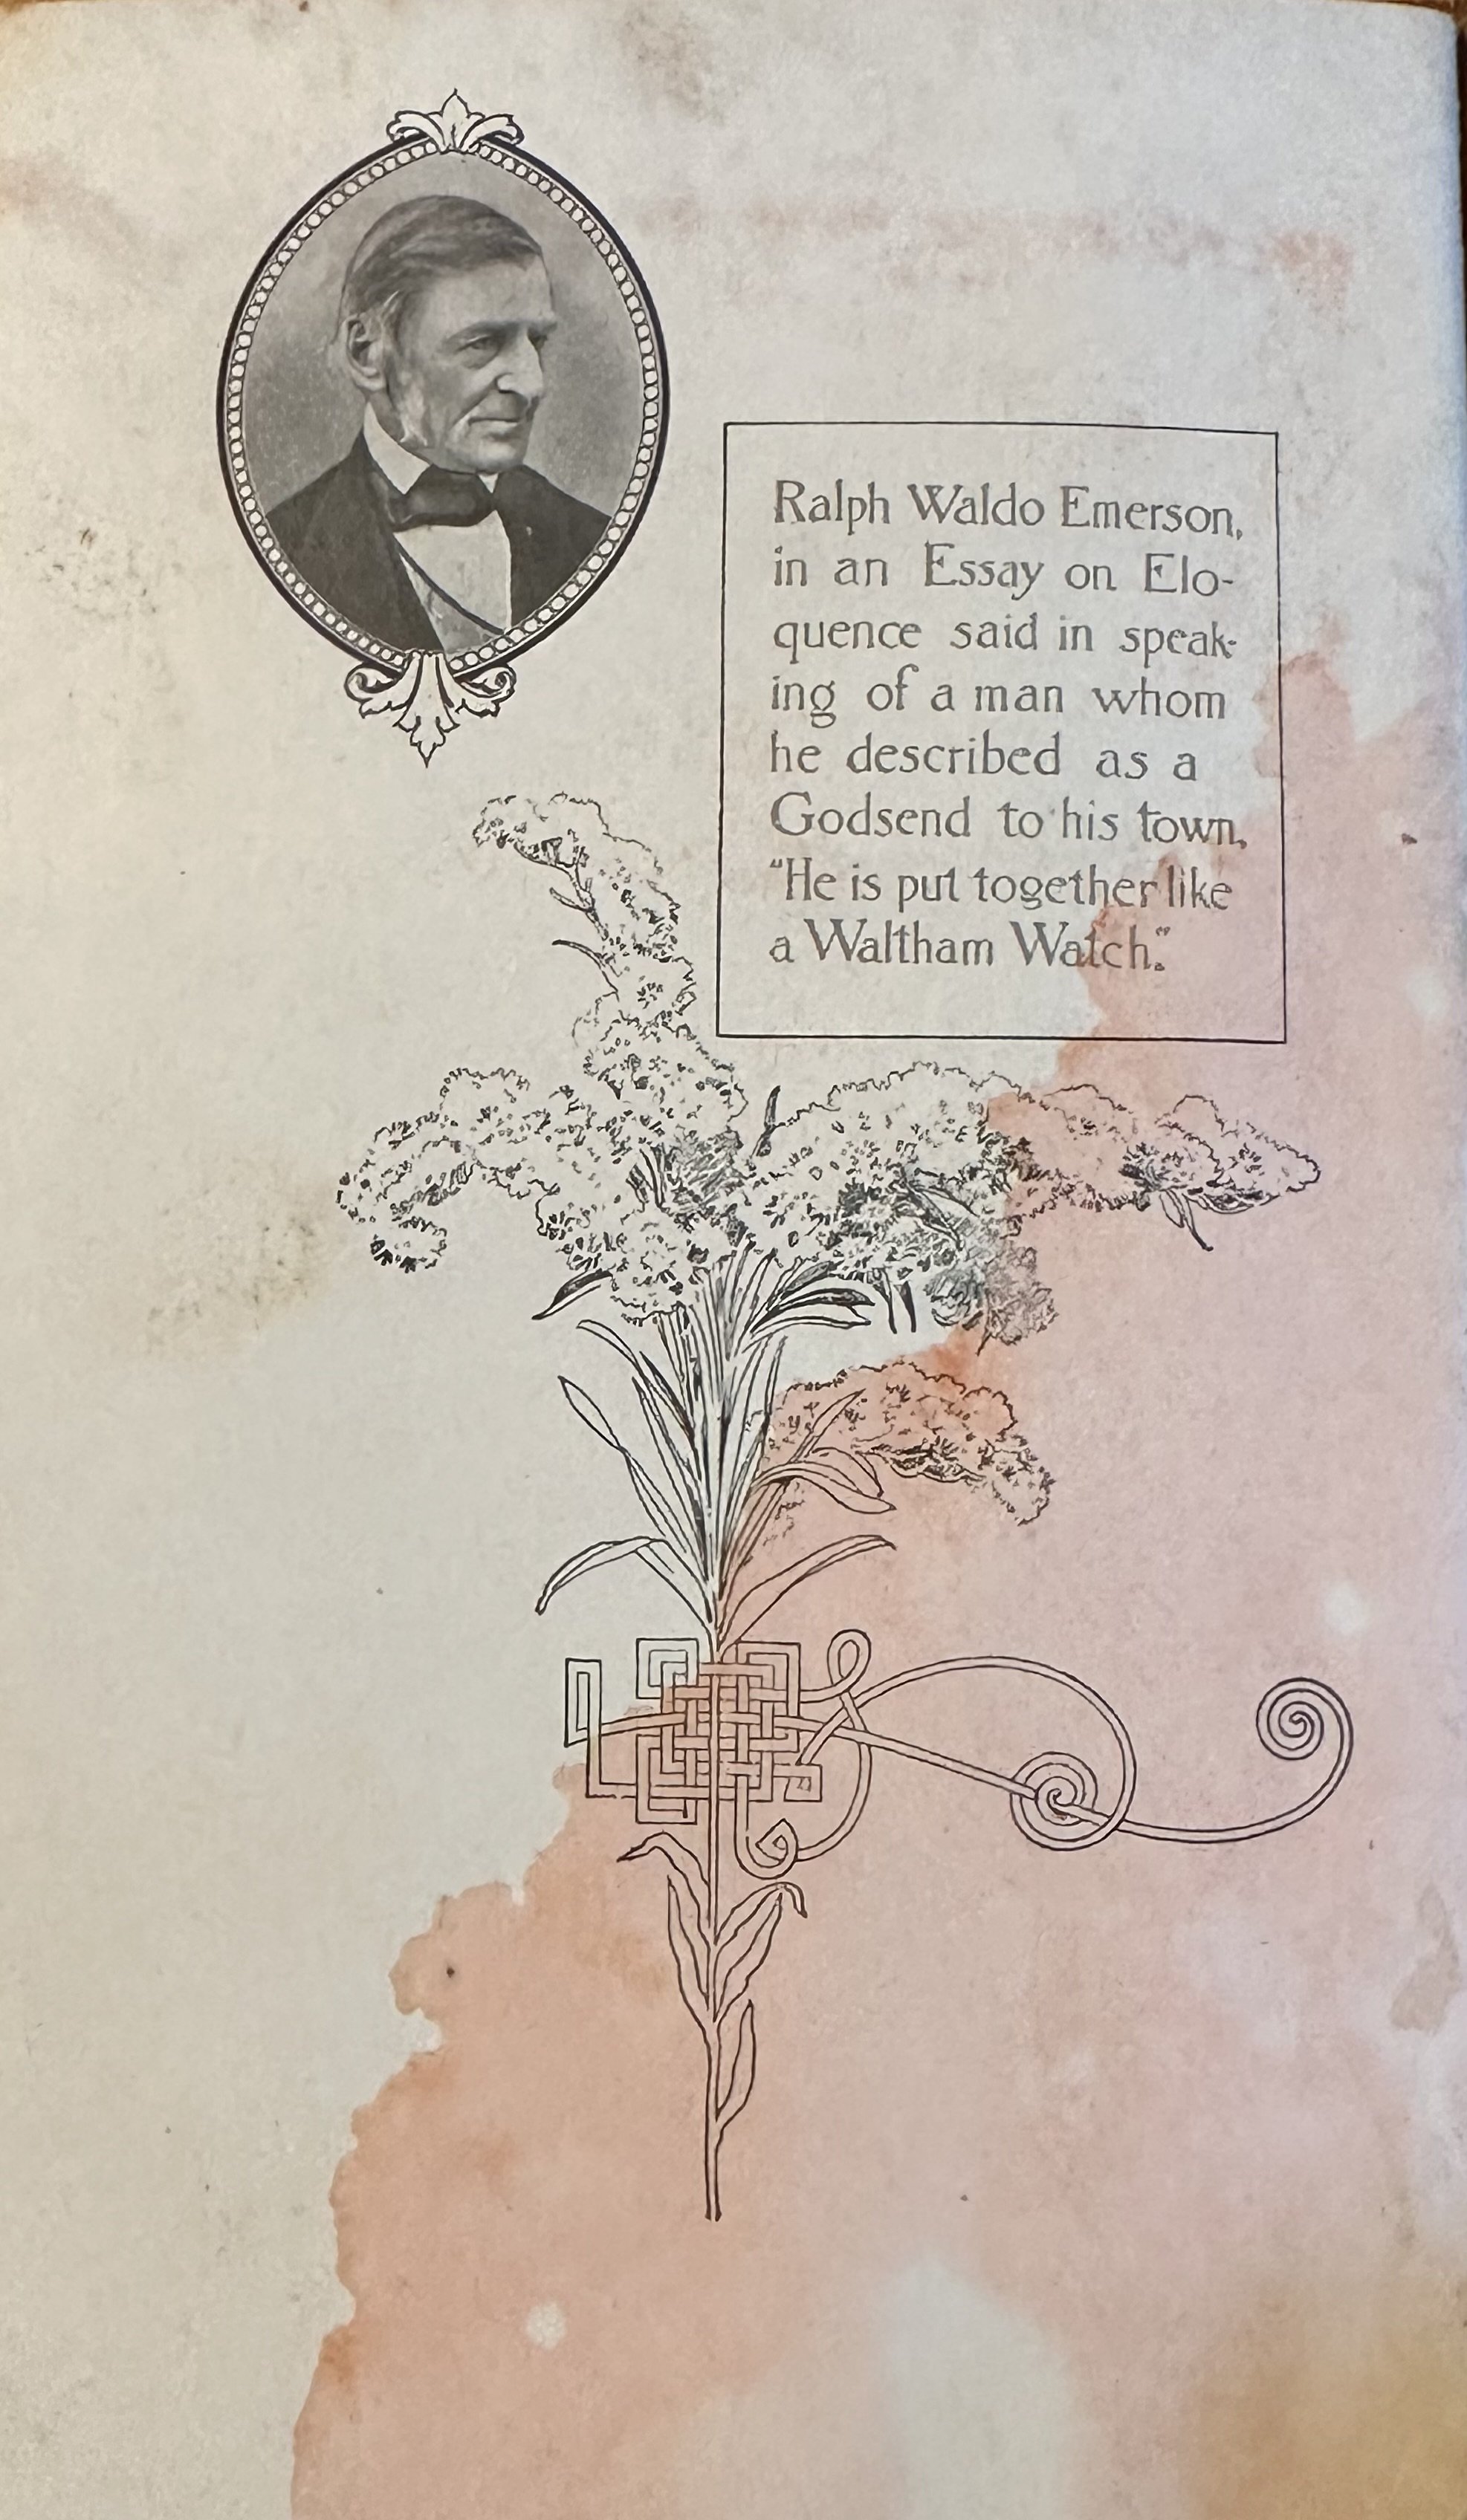 Ralph Waldo Emerson,
in an Essay on Elo-
quence said in speak-
ing of a man whom
he described as a
Godsend to his town,
“He is put together like
a Waltham Watch.”